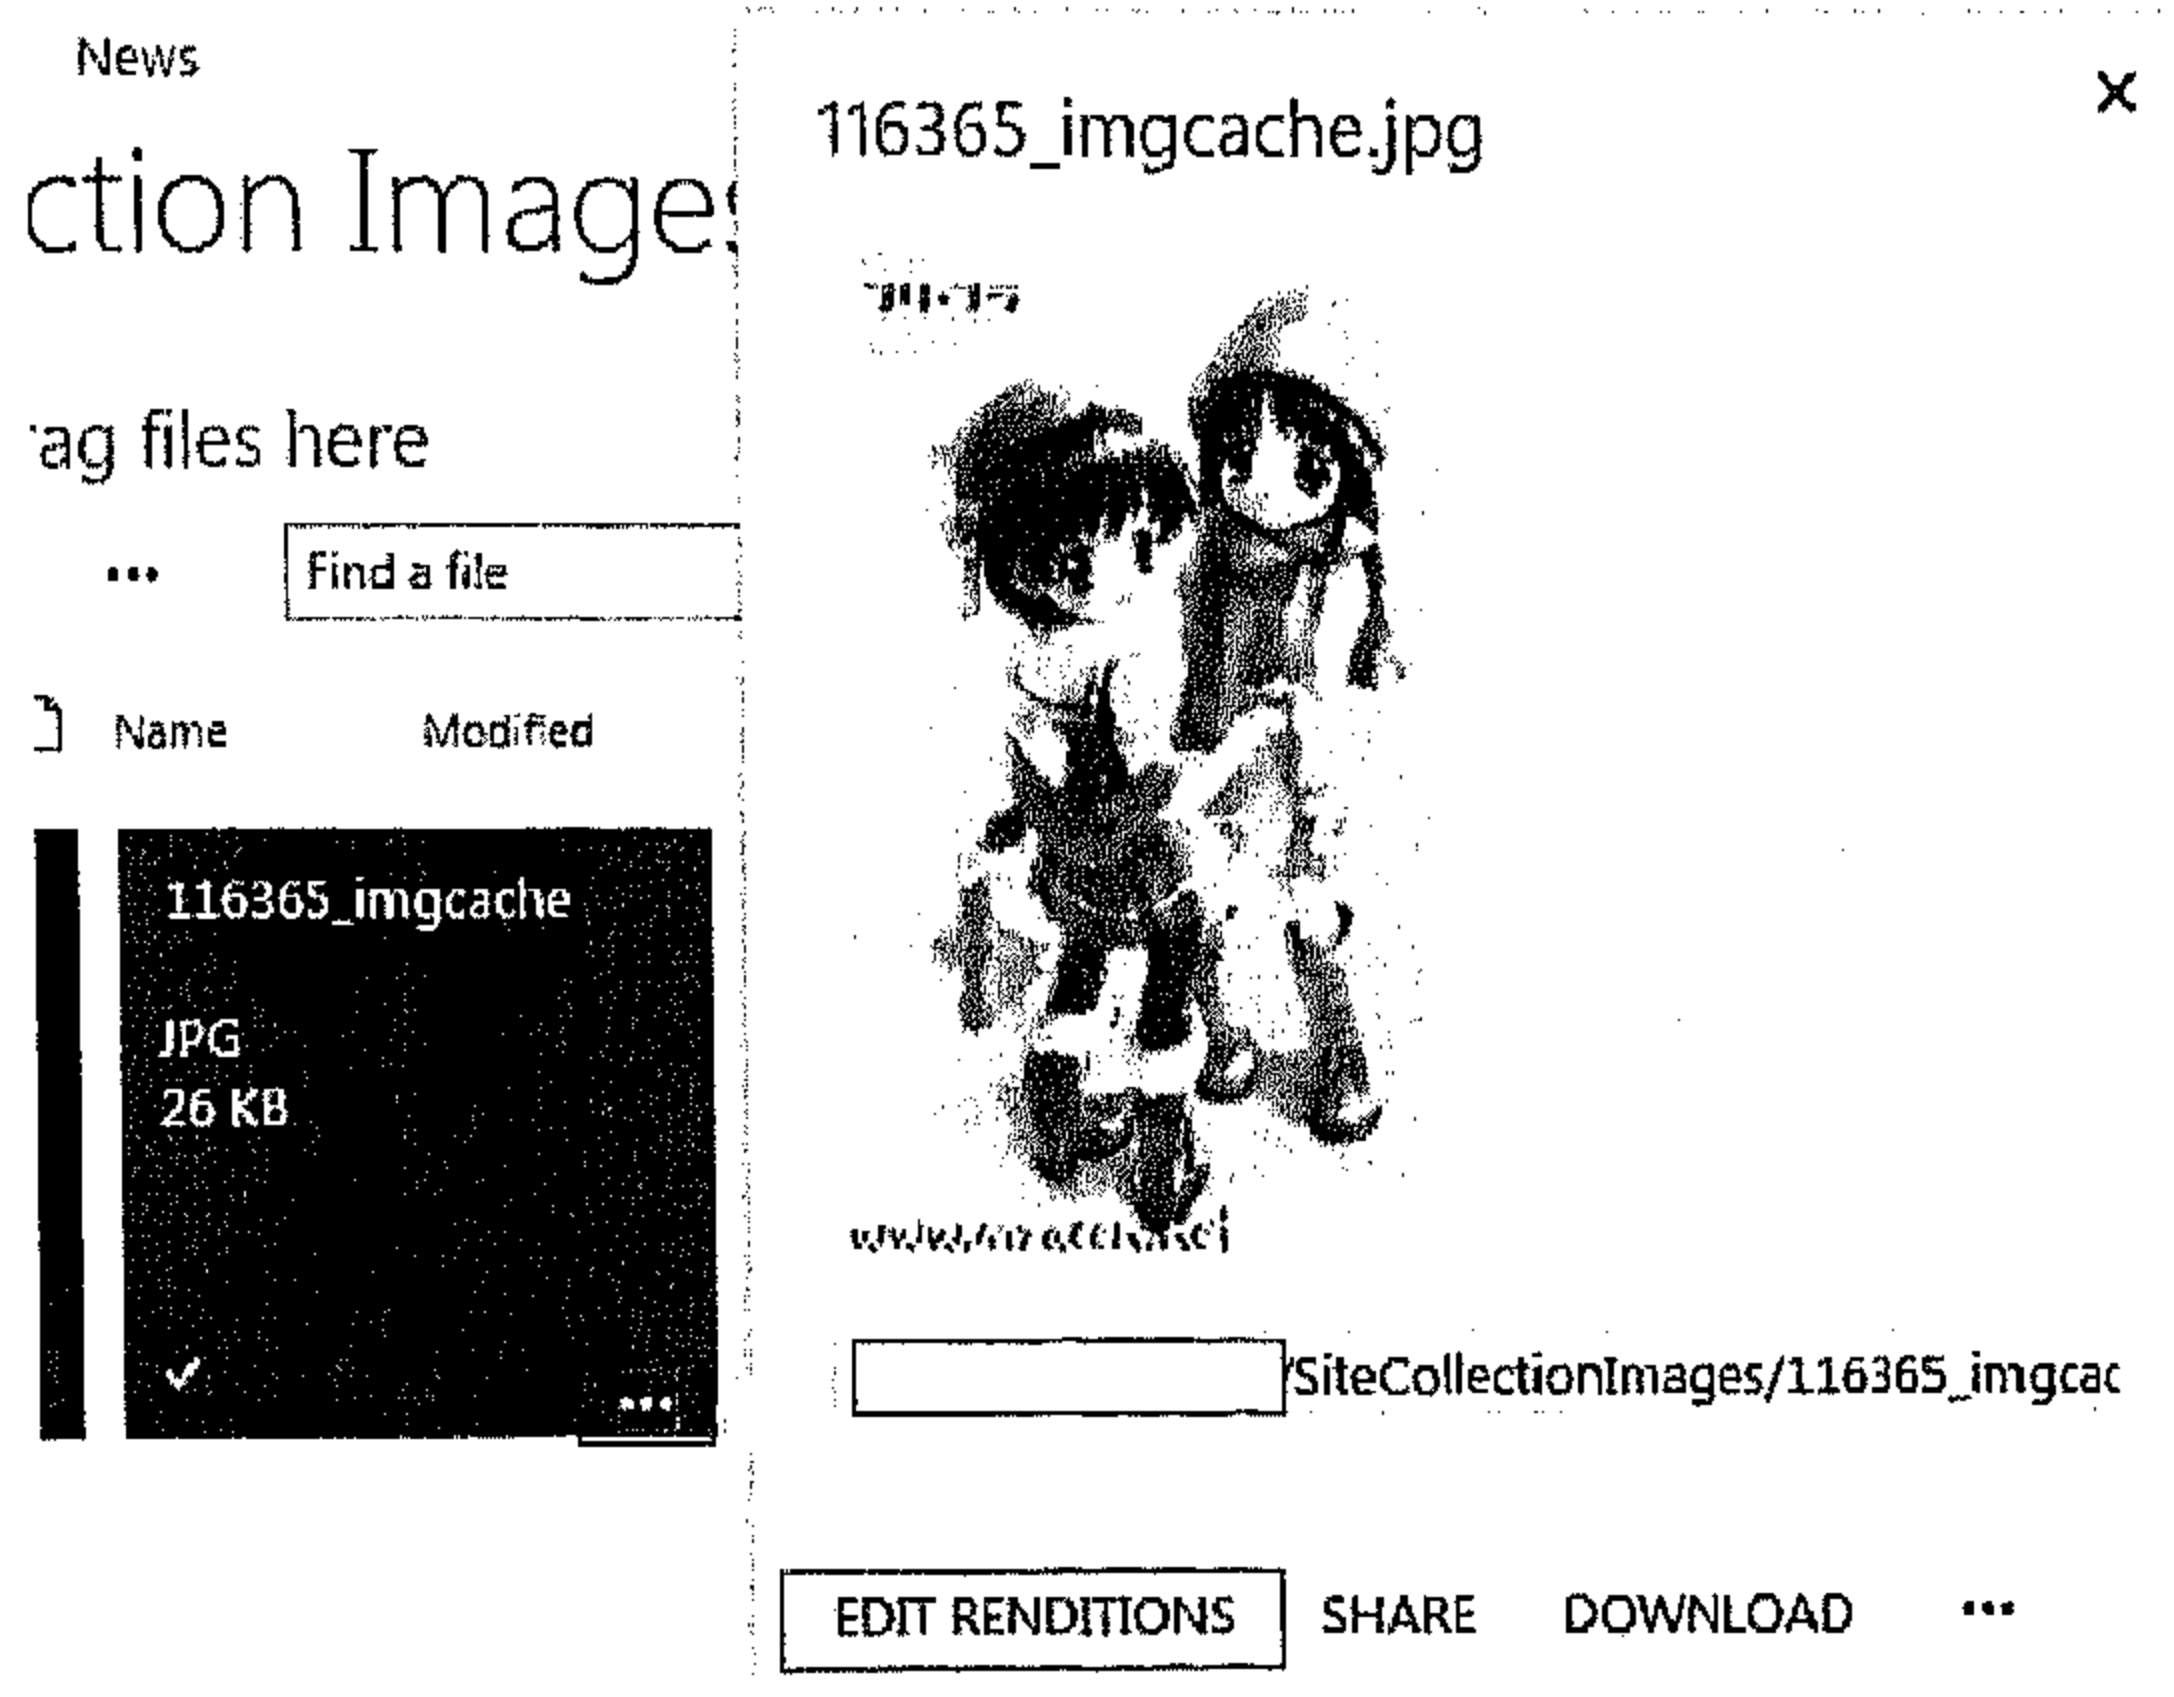 News
ction Images
ag files here
... Find a file
Name Modified
116365_imgcache
JPG
26 KB
...
116365_imgcache.jpg
X
/SiteCollectionImages/116365_imgcac
EDIT RENDITIONS SHARE DOWNLOAD ...